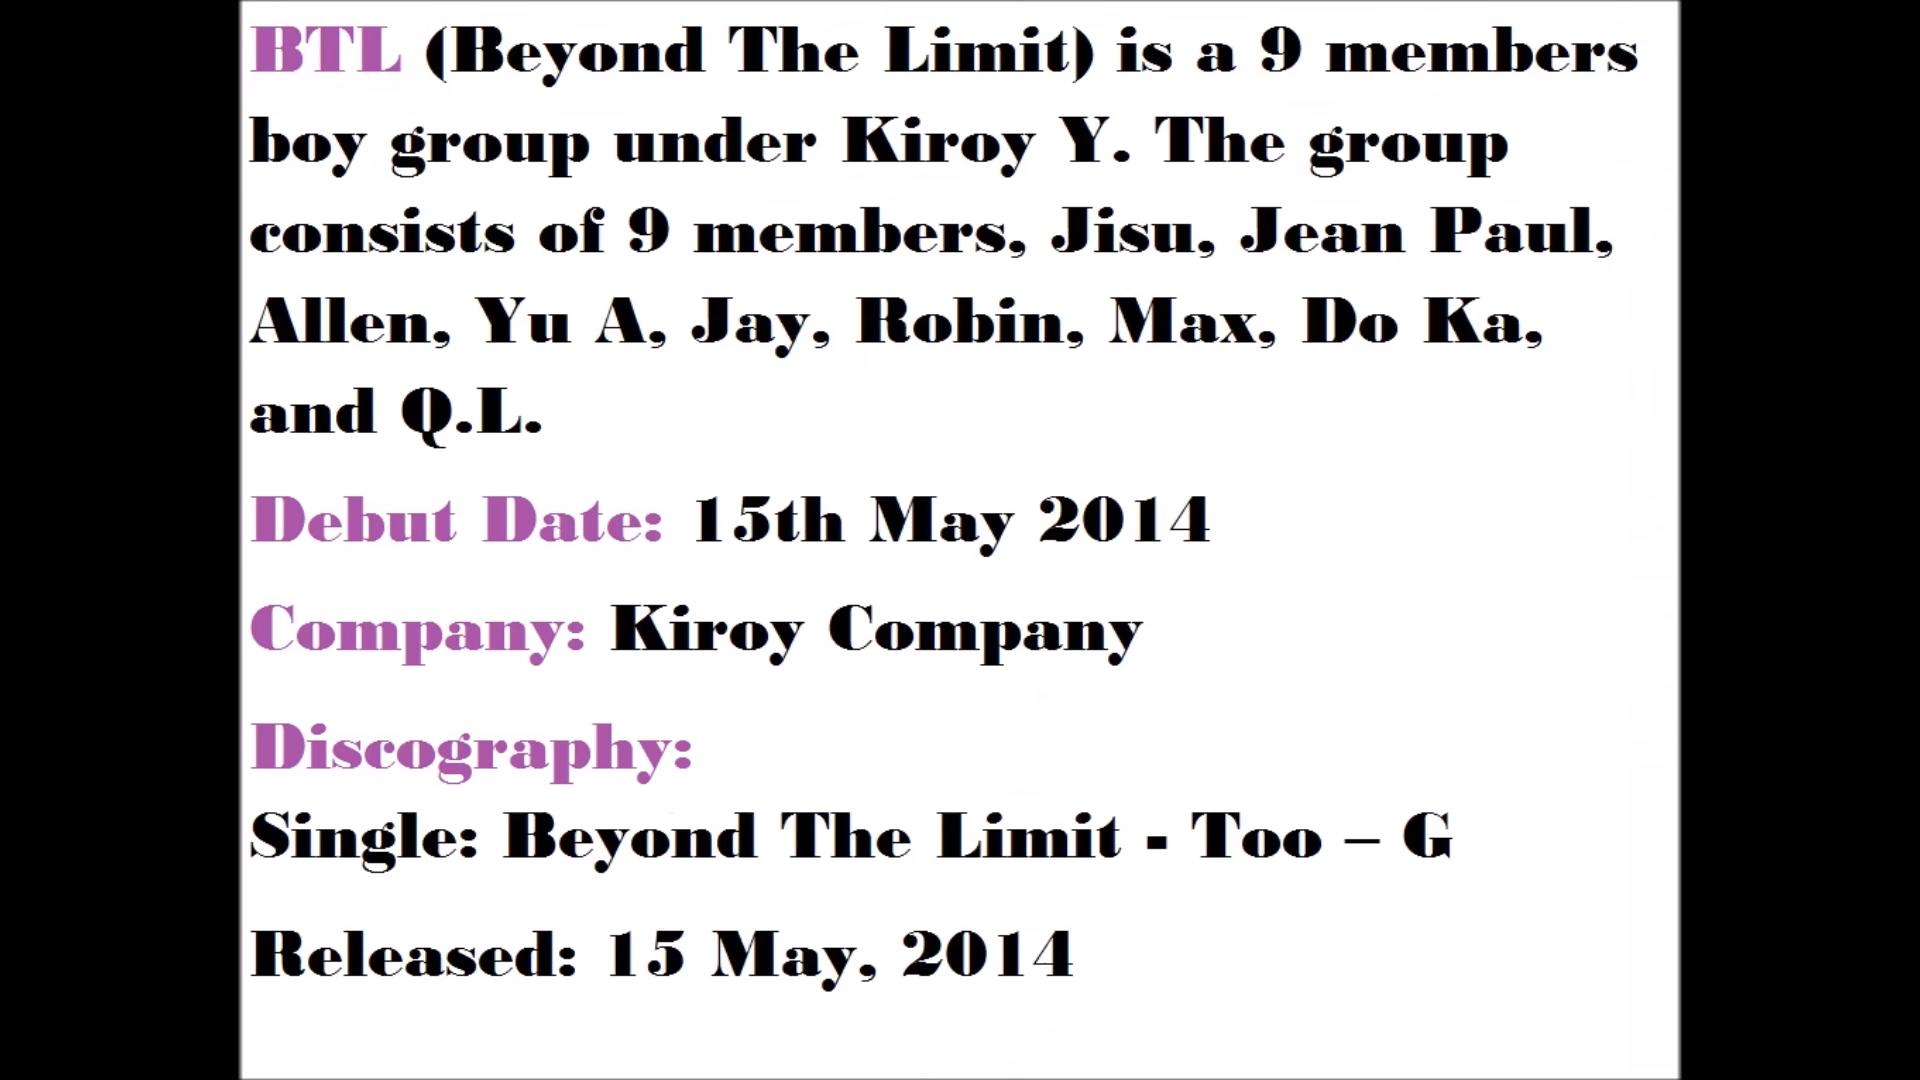 BTL (Beyond The Limit) is a 9 members
boy group under Kiroy Y. The group
consists of 9 members, Jisu, Jean Paul,
Allen, Yu A, Jay, Robin, Max, Do Ka,
and Q.L.
Debut Date: 15th May 2014
Company: Kiroy Company
Discography:
Single: Beyond The Limit - Too – G
Released: 15 May, 2014